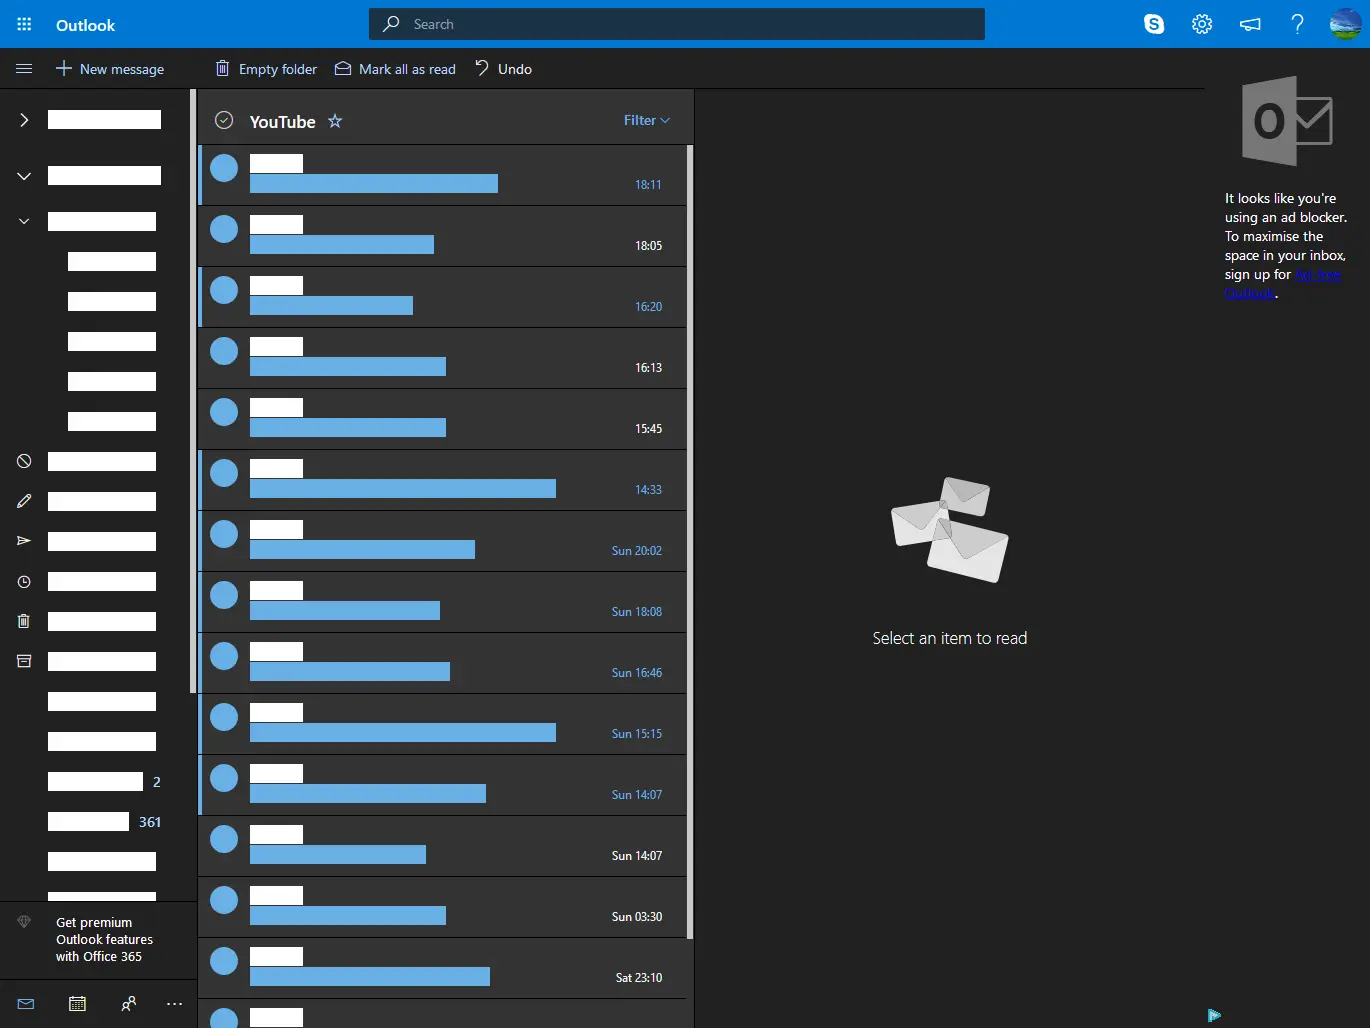 Outlook
Search
New message
Empty folder
Mark all as read
Undo
YouTube
Filter
18:11
18:05
16:20
16:13
15:45
14:33
Sun 20:02
Sun 18:08
Sun 16:46
Sun 15:15
Sun 14:07
Sun 14:07
Sun 03:30
Sat 23:10
2
361
Get premium
Outlook features
with Office 365
Select an item to read
It looks like you're
using an ad blocker.
To maximise the
space in your inbox,
sign up for Ad-free
Outlook.